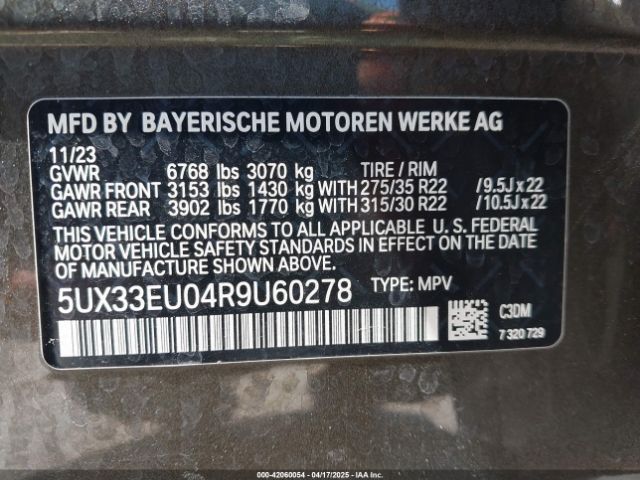 MFD BY BAYERISCHE MOTOREN WERKE AG
11/23
GVWR 6768 lbs 3070 kg TIRE / RIM
GAWR FRONT 3153 lbs 1430 kg WITH 275/35 R22 /9.5J x 22
GAWR REAR 3902 lbs 1770 kg WITH 315/30 R22 /10.5J x 22
THIS VEHICLE CONFORMS TO ALL APPLICABLE U. S. FEDERAL
MOTOR VEHICLE SAFETY STANDARDS IN EFFECT ON THE DATE
OF MANUFACTURE SHOWN ABOVE.
5UX33EU04R9U60278 TYPE: MPV
C3DM
7 320 729
000-42060054 - 04/17/2025 - IAA Inc.